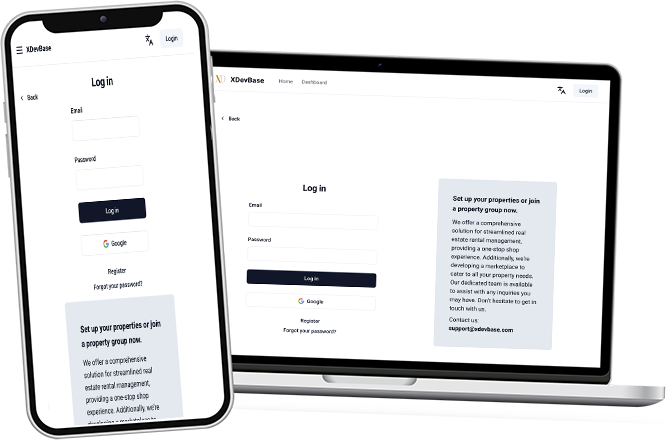 XDevBase
Login
Log in
Back
Email
Password
Log in
Google
Register
Forgot your password?
Set up your properties or join
a property group now.
We offer a comprehensive
solution for streamlined real
estate rental management,
providing a one-stop shop
experience. Additionally, we're
XDevBase
Home
Dashboard
Login
Back
Log in
Email
Password
Log in
Google
Register
Forgot your password?
Set up your properties or join
a property group now.
We offer a comprehensive
solution for streamlined real
estate rental management,
providing a one-stop shop
experience. Additionally, we're
developing a marketplace to
cater to all your property needs.
Our dedicated team is available
to assist with any inquiries you
may have. Don't hesitate to get in
touch with us.
Contact us:
support@xdevbase.com